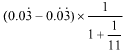 (0.03̇ − 0.0̇3̇) × 1/(1 + 1/11)